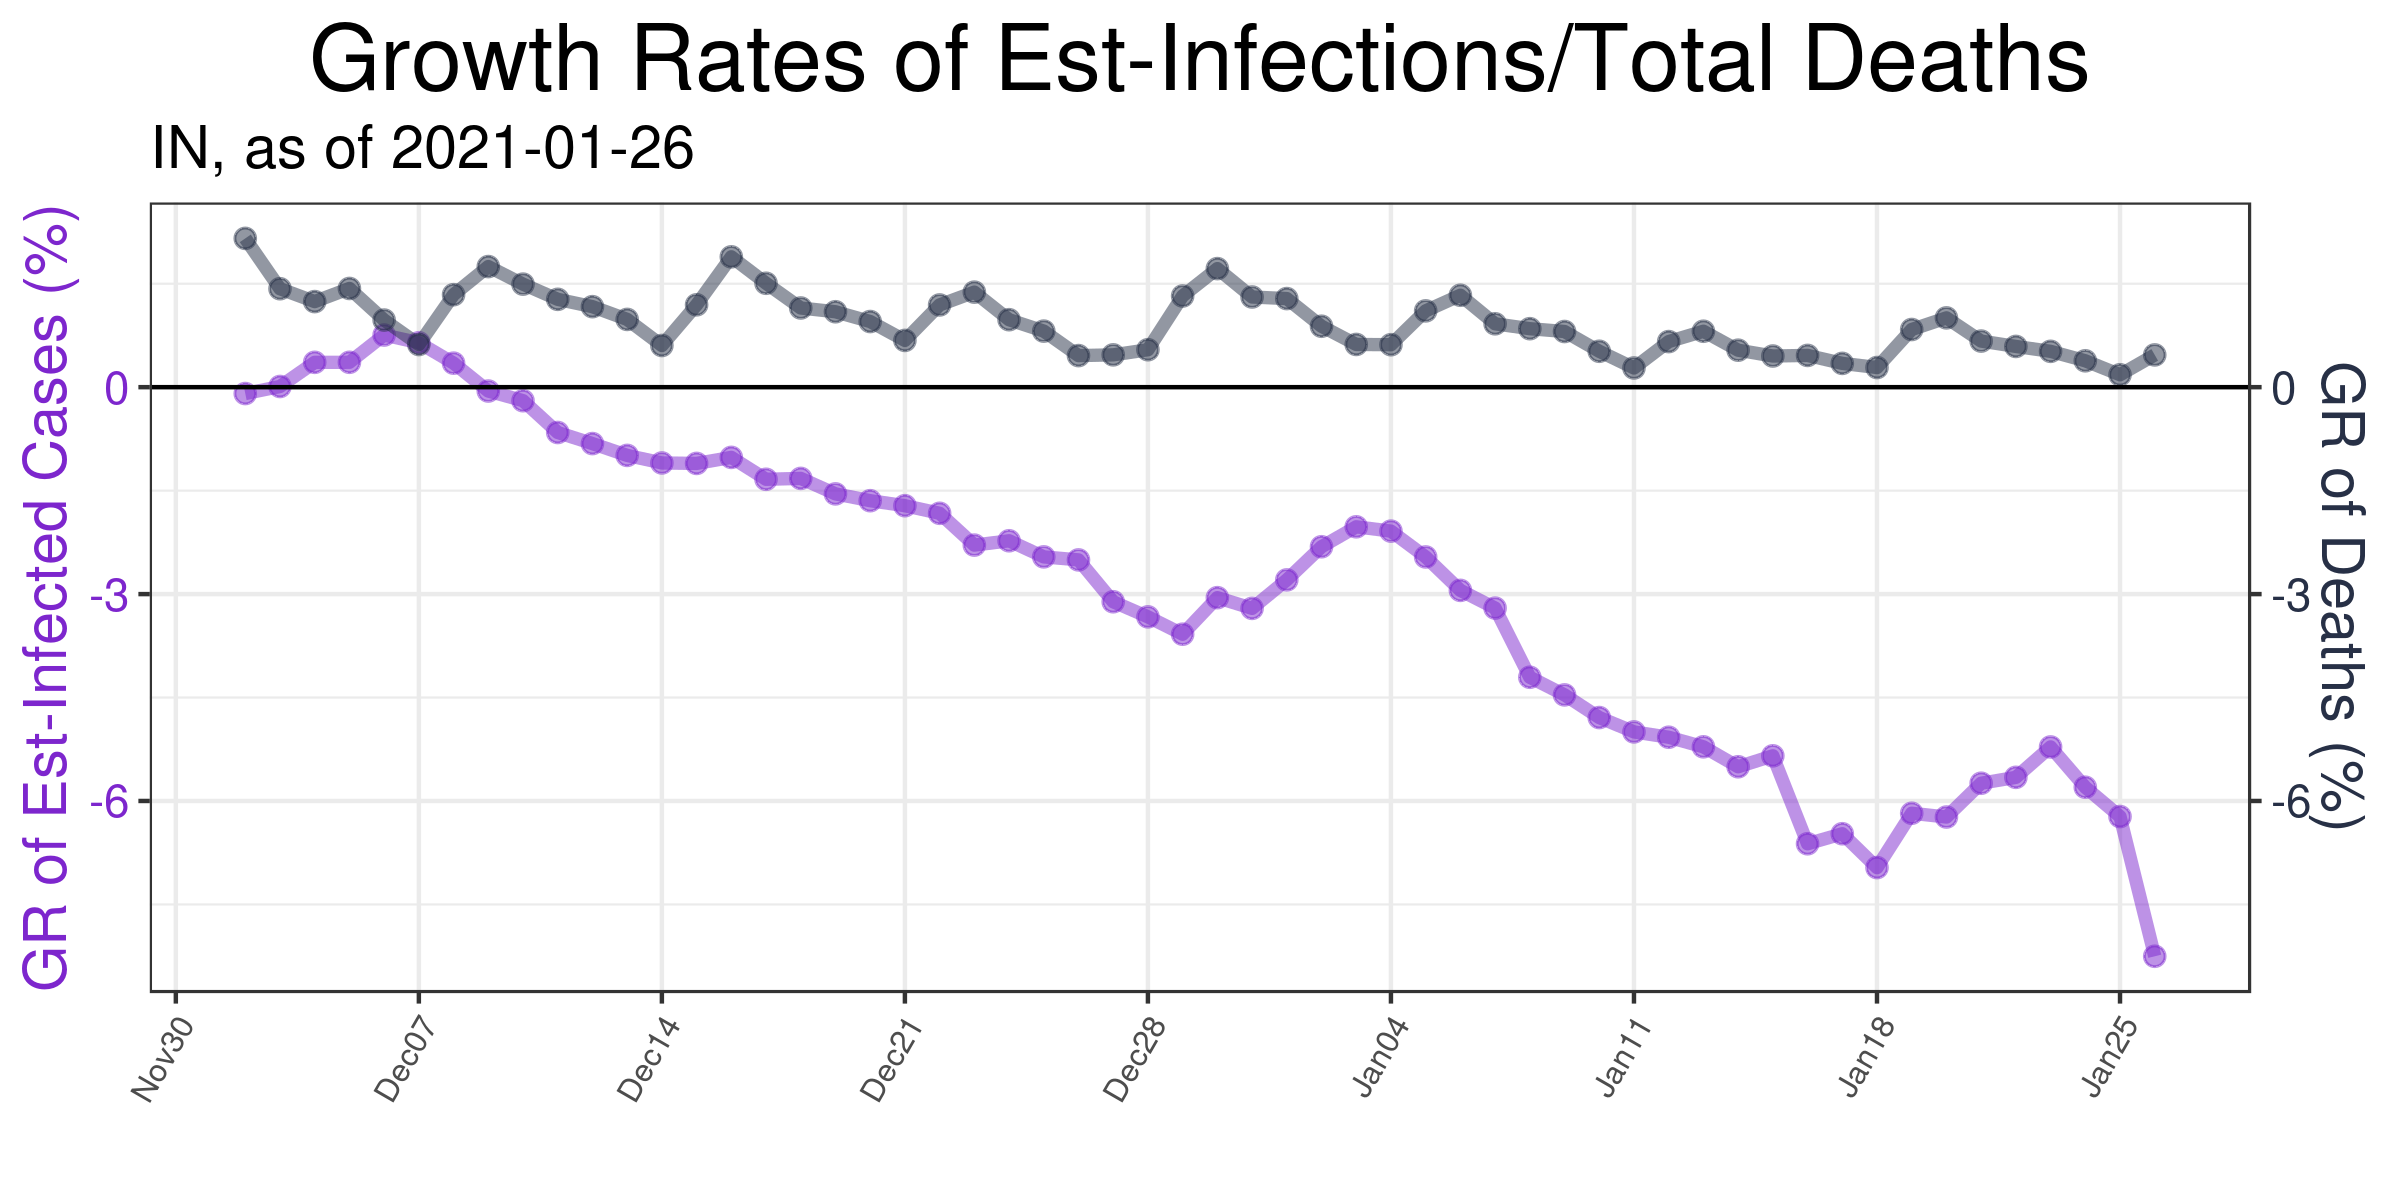 Growth Rates of Est-Infections/Total Deaths
IN, as of 2021-01-26
GR of Est-Infected Cases (%)
0
-3
-6
0
-3
-6
GR of Deaths (%)
Nov30
Dec07
Dec14
Dec21
Dec28
Jan04
Jan11
Jan18
Jan25